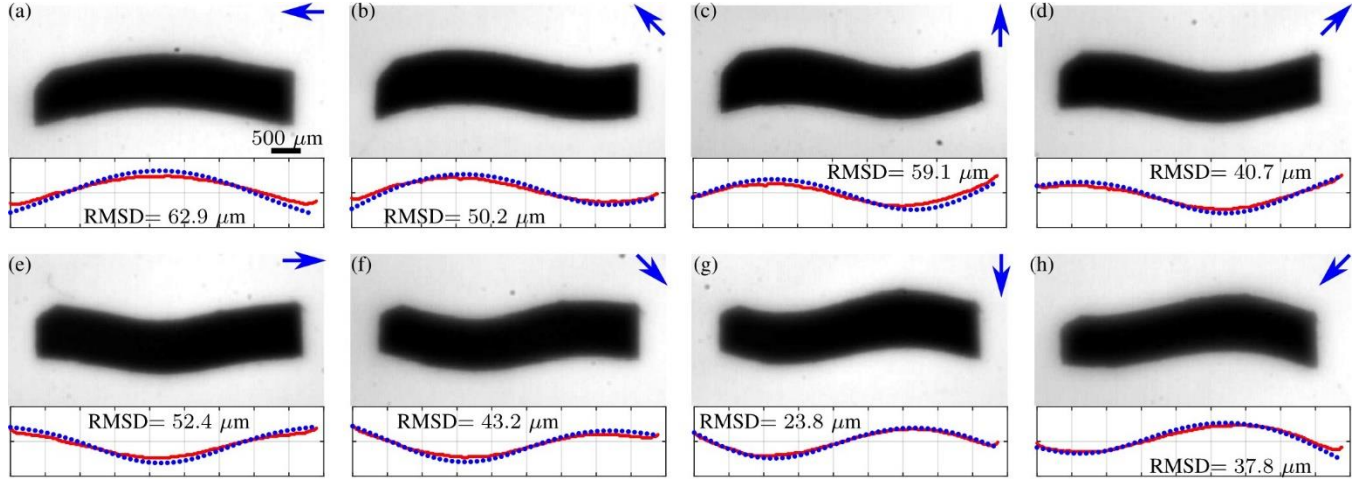 (a)
(b)
(c)
(d)
500 μm
RMSD= 62.9 μm
RMSD= 50.2 μm
RMSD= 59.1 μm
RMSD= 40.7 μm
(e)
(f)
(g)
(h)
RMSD= 52.4 μm
RMSD= 43.2 μm
RMSD= 23.8 μm
RMSD= 37.8 μm